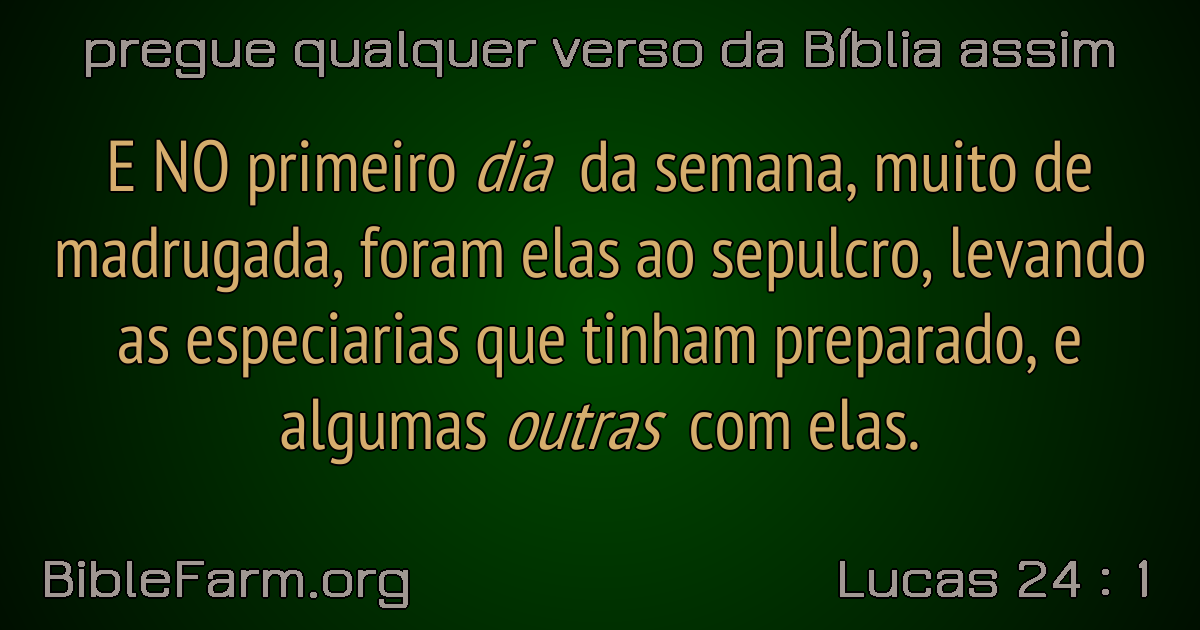 pregue qualquer verso da Bíblia assim
E NO primeiro dia da semana, muito de
madrugada, foram elas ao sepulcro, levando
as especiarias que tinham preparado, e
algumas outras com elas.
BibleFarm.org
Lucas 24 : 1